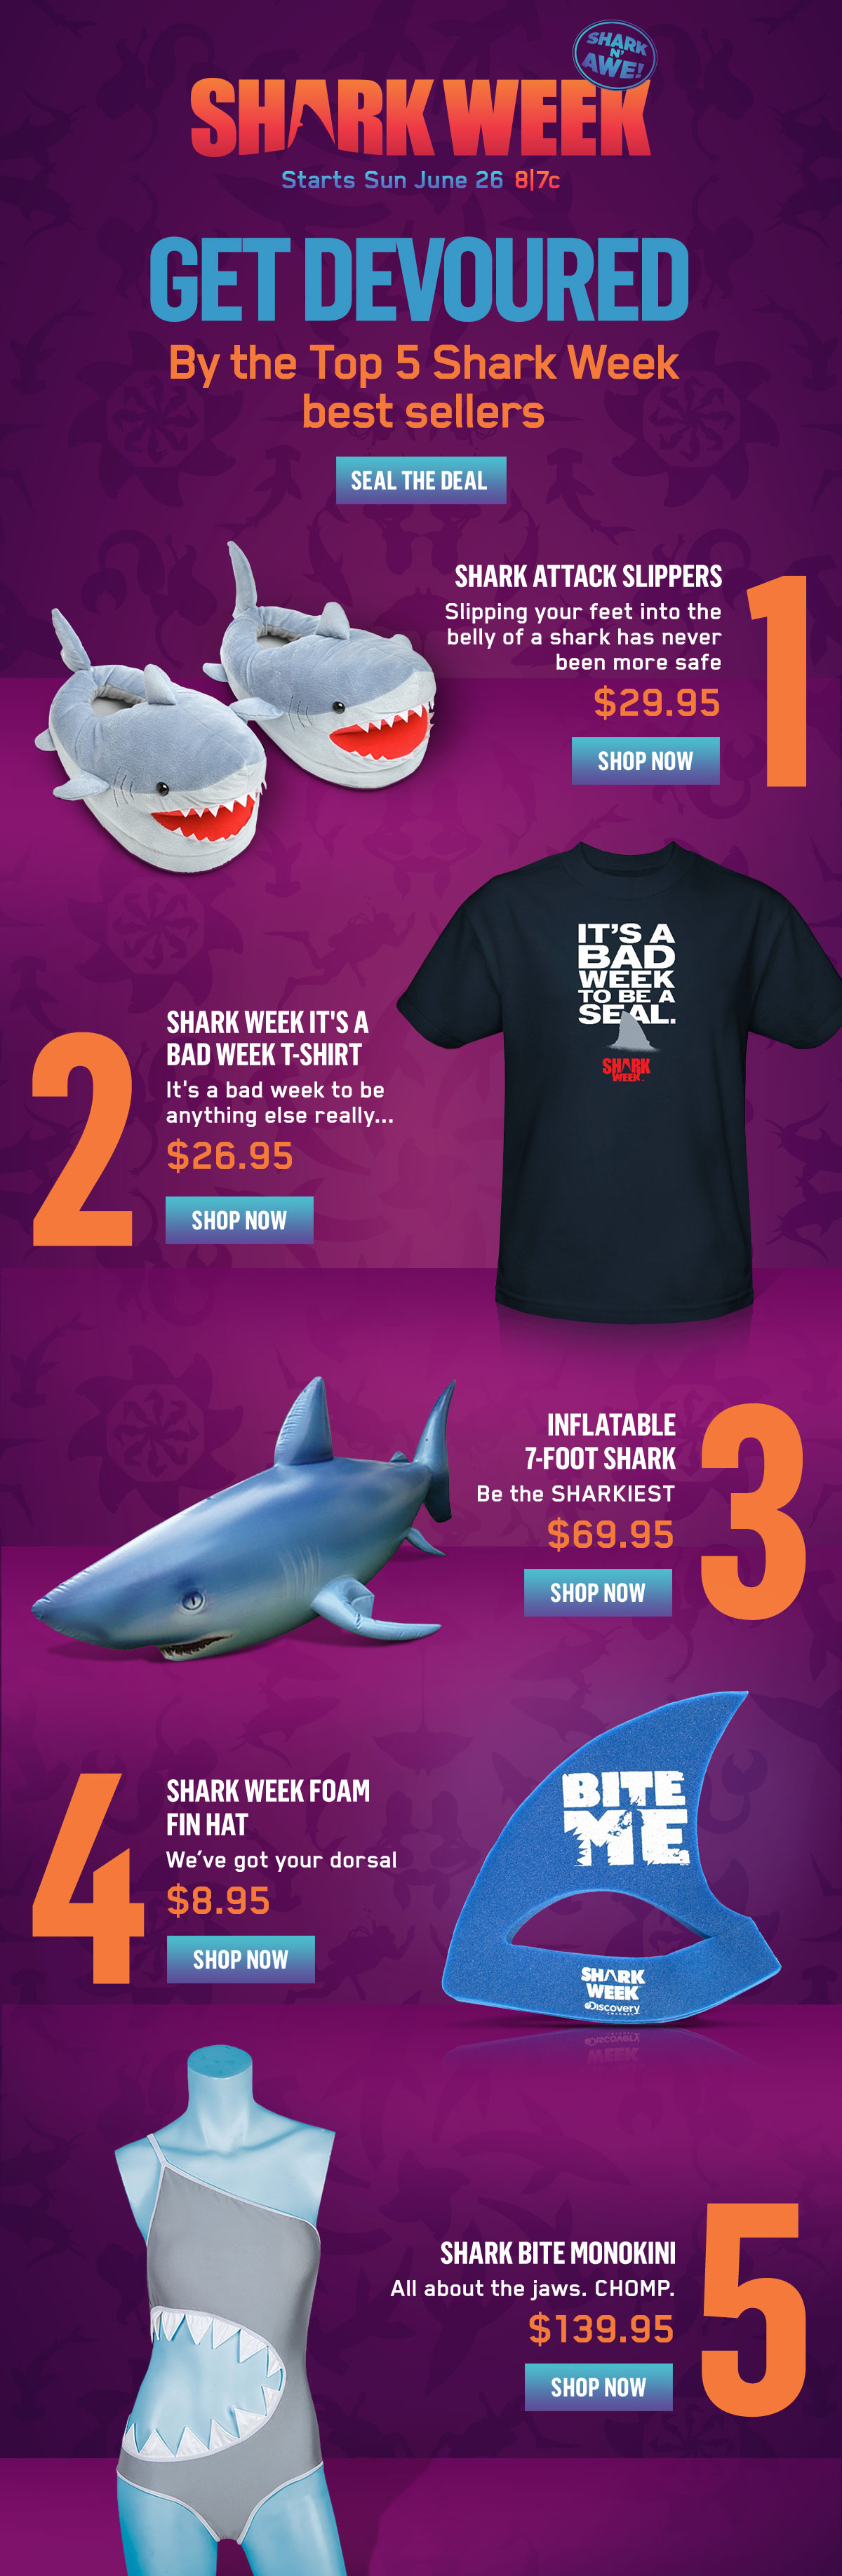 SHARK
N'
AWE!
SHARK WEEK
Starts Sun June 26 8|7c
GET DEVOURED
By the Top 5 Shark Week
best sellers
SEAL THE DEAL
SHARK ATTACK SLIPPERS
Slipping your feet into the
belly of a shark has never
been more safe
$29.95
SHOP NOW
1
IT'S A
BAD
WEEK
TO BE A
SEAL.
SHARK
WEEK
2
SHARK WEEK IT'S A
BAD WEEK T-SHIRT
It's a bad week to be
anything else really...
$26.95
SHOP NOW
INFLATABLE
7-FOOT SHARK
Be the SHARKIEST
$69.95
SHOP NOW
3
BITE
ME
SHARK
WEEK
Discovery
CHANNEL
4
SHARK WEEK FOAM
FIN HAT
We've got your dorsal
$8.95
SHOP NOW
SHARK BITE MONOKINI
All about the jaws. CHOMP.
$139.95
SHOP NOW
5